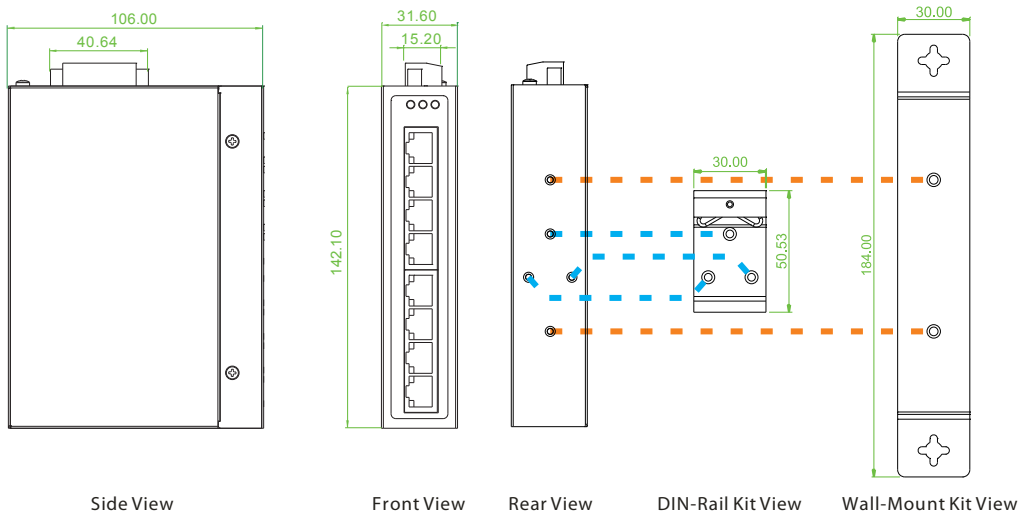 106.00
40.64
31.60
15.20
142.10
30.00
50.53
30.00
184.00
Side View
Front View
Rear View
DIN-Rail Kit View
Wall-Mount Kit View